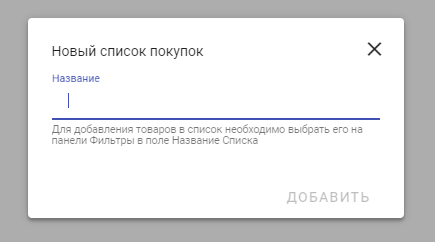 Новый список покупок
Название
Для добавления товаров в список необходимо выбрать его на
панели Фильтры в поле Название Списка
ДОБАВИТЬ